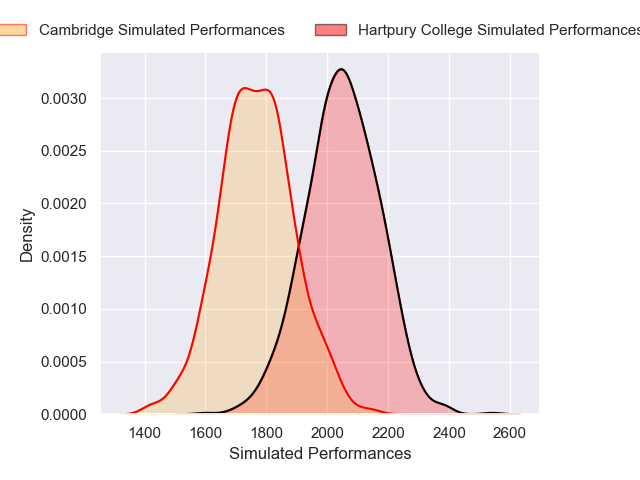 Cambridge Simulated Performances
Hartpury College Simulated Performances
0.0030
0.0025
0.0020
0.0015
0.0010
0.0005
0.0000
Density
1400 1600 1800 2000 2200 2400 2600
Simulated Performances